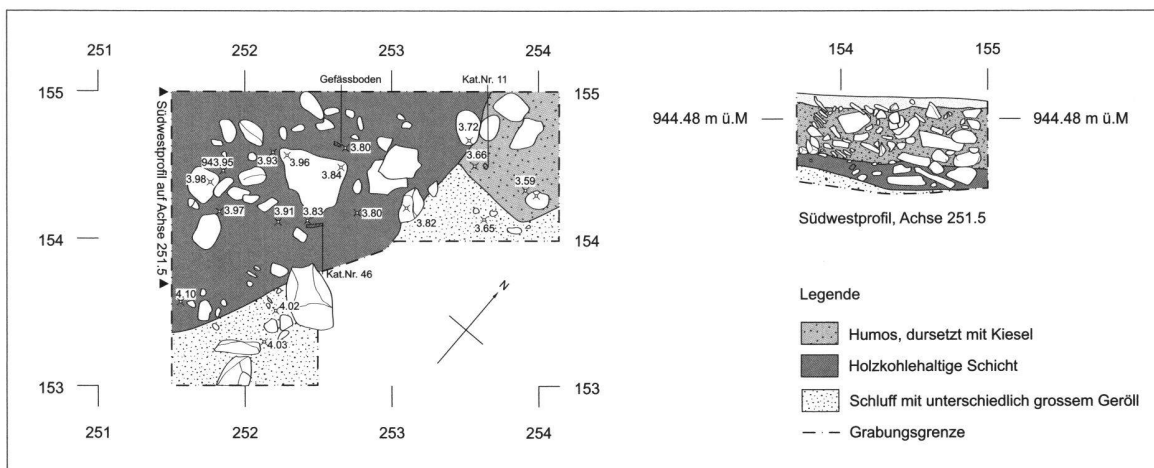 251 252 253 254
154 155
Gefässboden Kat.Nr. 11
155 155
Südwestprofil auf Achse 251.5
944.48 m ü.M 944.48 m ü.M
3.72
3.80
3.93 3.96 3.66
943.95 3.84
3.98 3.59
3.97 3.91 3.83 3.80
3.82 3.65
Südwestprofil, Achse 251.5
154 154
Kat.Nr. 46
4.10
4.02
4.03
N
Legende
Humos, dursetzt mit Kiesel
Holzkohlehaltige Schicht
Schluff mit unterschiedlich grossem Geröll
Grabungsgrenze
153 153
251 252 253 254